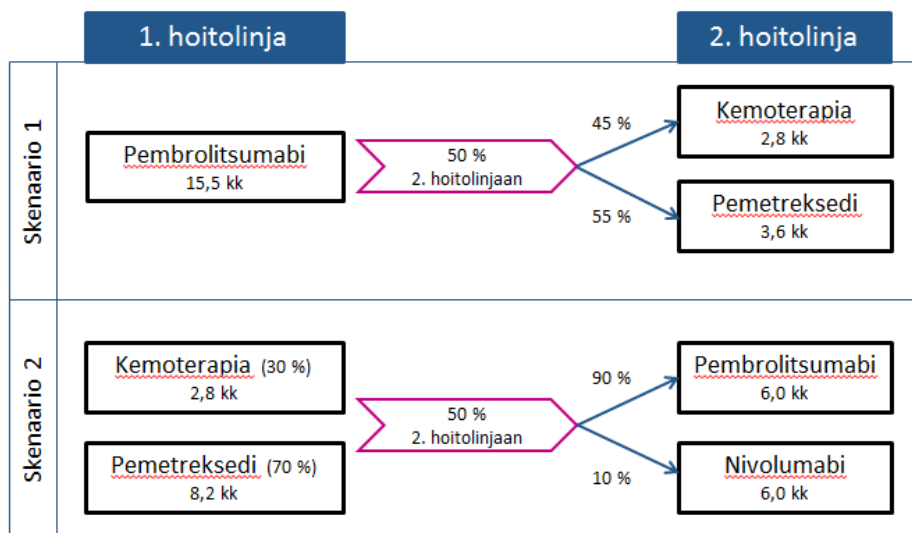 1. hoitolinja
2. hoitolinja
Skenaario 1
Pembrolitsumabi
15,5 kk
50 %
2. hoitolinjaan
45 %
55 %
Kemoterapia
2,8 kk
Pemetreksedi
3,6 kk
Skenaario 2
Kemoterapia (30 %)
2,8 kk
Pemetreksedi (70 %)
8,2 kk
50 %
2. hoitolinjaan
90 %
10 %
Pembrolitsumabi
6,0 kk
Nivolumabi
6,0 kk